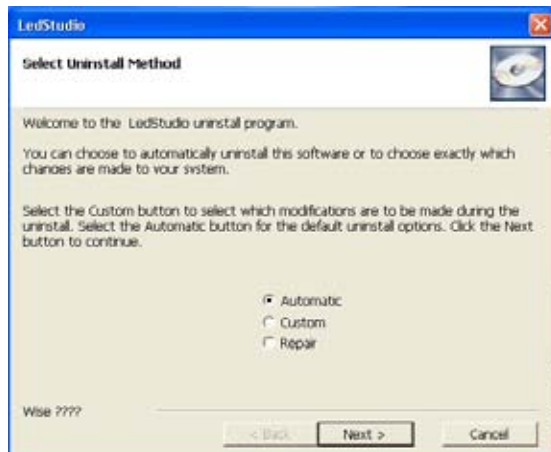 LedStudio
Select Uninstall Method
Welcome to the LedStudio uninstall program.
You can choose to automatically uninstall this software or to choose exactly which
changes are made to your system.
Select the Custom button to select which modifications are to be made during the
uninstall. Select the Automatic button for the default uninstall options. Click the Next
button to continue.
Automatic
Custom
Repair
Wise ????
< Back
Next >
Cancel